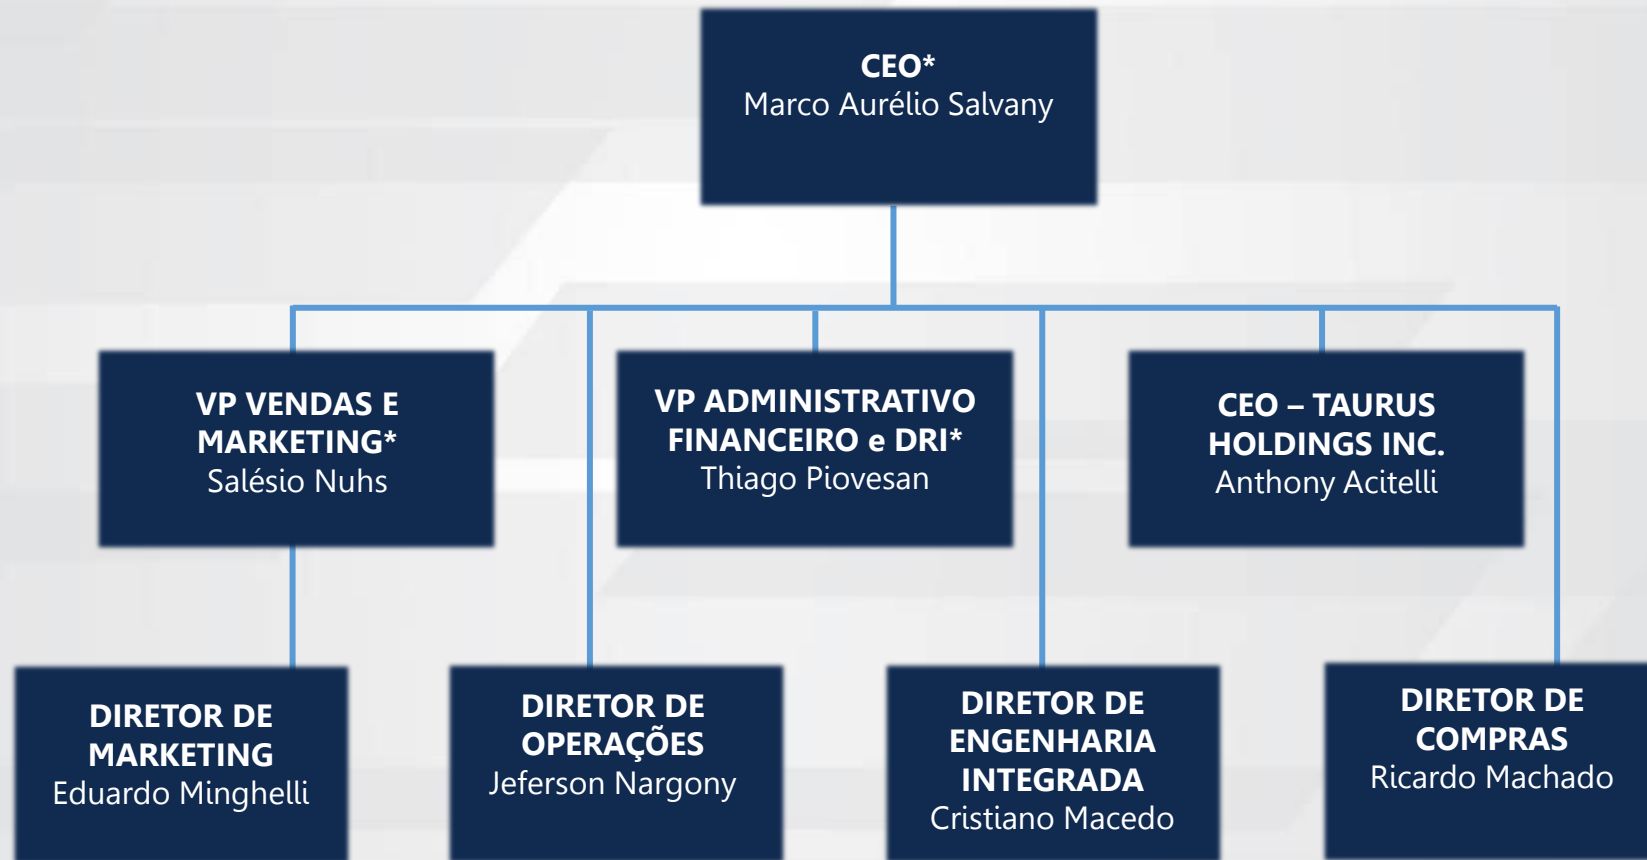 CEO*
Marco Aurélio Salvany
VP VENDAS E
MARKETING*
Salésio Nuhs
VP ADMINISTRATIVO
FINANCEIRO e DRI*
Thiago Piovesan
CEO – TAURUS
HOLDINGS INC.
Anthony Acitelli
DIRETOR DE
MARKETING
Eduardo Minghelli
DIRETOR DE
OPERAÇÕES
Jeferson Nargony
DIRETOR DE
ENGENHARIA
INTEGRADA
Cristiano Macedo
DIRETOR DE
COMPRAS
Ricardo Machado